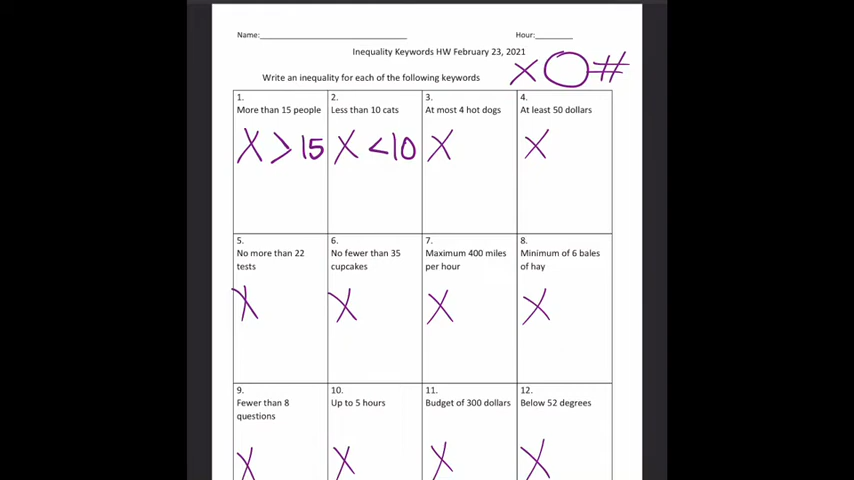 Name:____________________ Hour:_________
Inequality Keywords HW February 23, 2021
Write an inequality for each of the following keywords
X O #
1.
More than 15 people
X > 15
2.
Less than 10 cats
X < 10
3.
At most 4 hot dogs
X
4.
At least 50 dollars
X
5.
No more than 22
tests
X
6.
No fewer than 35
cupcakes
X
7.
Maximum 400 miles
per hour
X
8.
Minimum of 6 bales
of hay
X
9.
Fewer than 8
questions
X
10.
Up to 5 hours
X
11.
Budget of 300 dollars
X
12.
Below 52 degrees
X